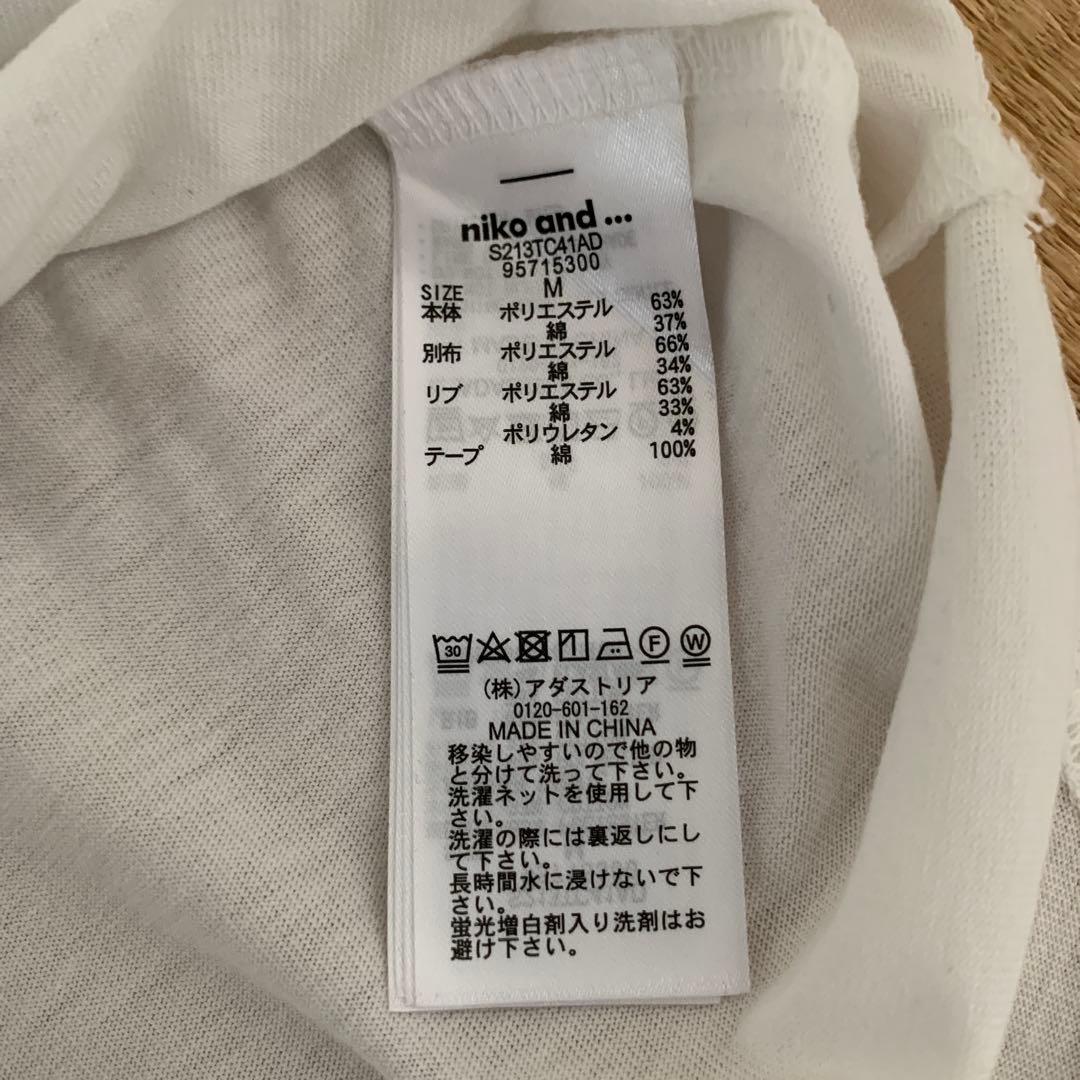 niko and ...
S213TC41AD
95715300
SIZE M
本体 ポリエステル 63%
綿 37%
別布 ポリエステル 66%
綿 34%
リブ ポリエステル 63%
綿 33%
ポリウレタン 4%
テープ 綿 100%
30 F W
(株)アダストリア
0120-601-162
MADE IN CHINA
移染しやすいので他の物
と分けて洗って下さい。
洗濯ネットを使用して下
さい。
洗濯の際には裏返しにし
て下さい。
長時間水に浸けないで下
さい。
蛍光増白剤入り洗剤はお
避け下さい。